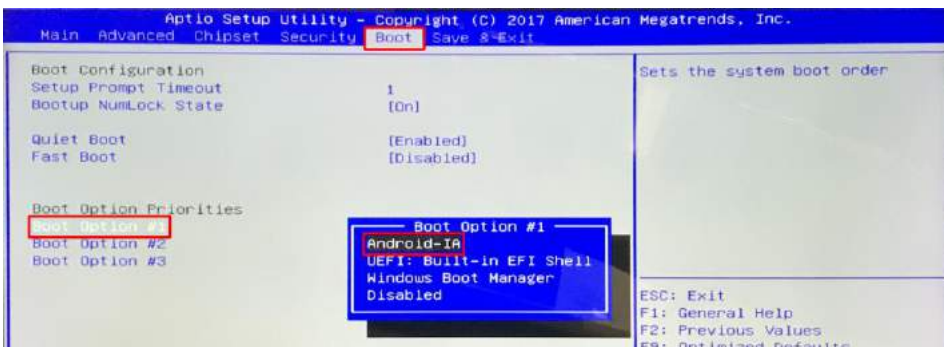 Aptio Setup Utility – Copyright (C) 2017 American Megatrends, Inc.
Main Advanced Chipset Security Boot Save & Exit
Boot Configuration
Setup Prompt Timeout 1
Bootup NumLock State [On]
Quiet Boot [Enabled]
Fast Boot [Disabled]
Boot Option Priorities
Boot Option #1
Boot Option #2
Boot Option #3
Boot Option #1
Android-IA
UEFI: Built-in EFI Shell
Windows Boot Manager
Disabled
Sets the system boot order
ESC: Exit
F1: General Help
F2: Previous Values
F9: Optimized Defaults